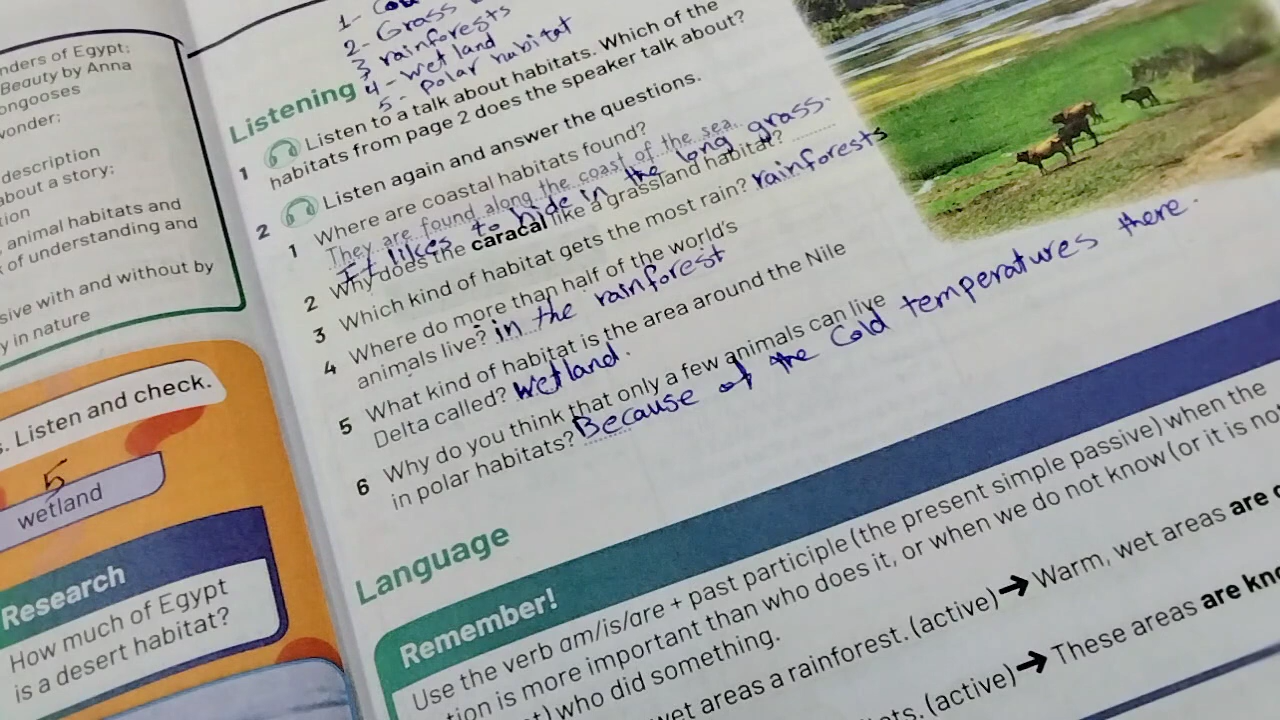 nders of Egypt;
Beauty by Anna
ongooses
wonder;
description
about a story;
tion
animal habitats and
k of understanding and
sive with and without by
y in nature
s. Listen and check.
5
wetland
Research
How much of Egypt
is a desert habitat?
1-
2- Grass
3 rainforests
4- wetland
5- Polar habitat
Listening
1 Listen to a talk about habitats. Which of the
habitats from page 2 does the speaker talk about?
2 Listen again and answer the questions.
1 Where are coastal habitats found?
They are found along the coast of the sea.
2 Why does the caracal like a grassland habitat?
It likes to hide in the long grass.
3 Which kind of habitat gets the most rain? rainforests
4 Where do more than half of the world's
animals live? in the rainforest
5 What kind of habitat is the area around the Nile
Delta called? wetland.
6 Why do you think that only a few animals can live
in polar habitats? Because of the Cold temperatures there.
Language
Remember!
Use the verb am/is/are + past participle (the present simple passive) when the
tion is more important than who does it, or when we do not know (or it is no
t) who did something.
wet areas a rainforest. (active) → Warm, wet areas are
ts. (active) → These areas are kno